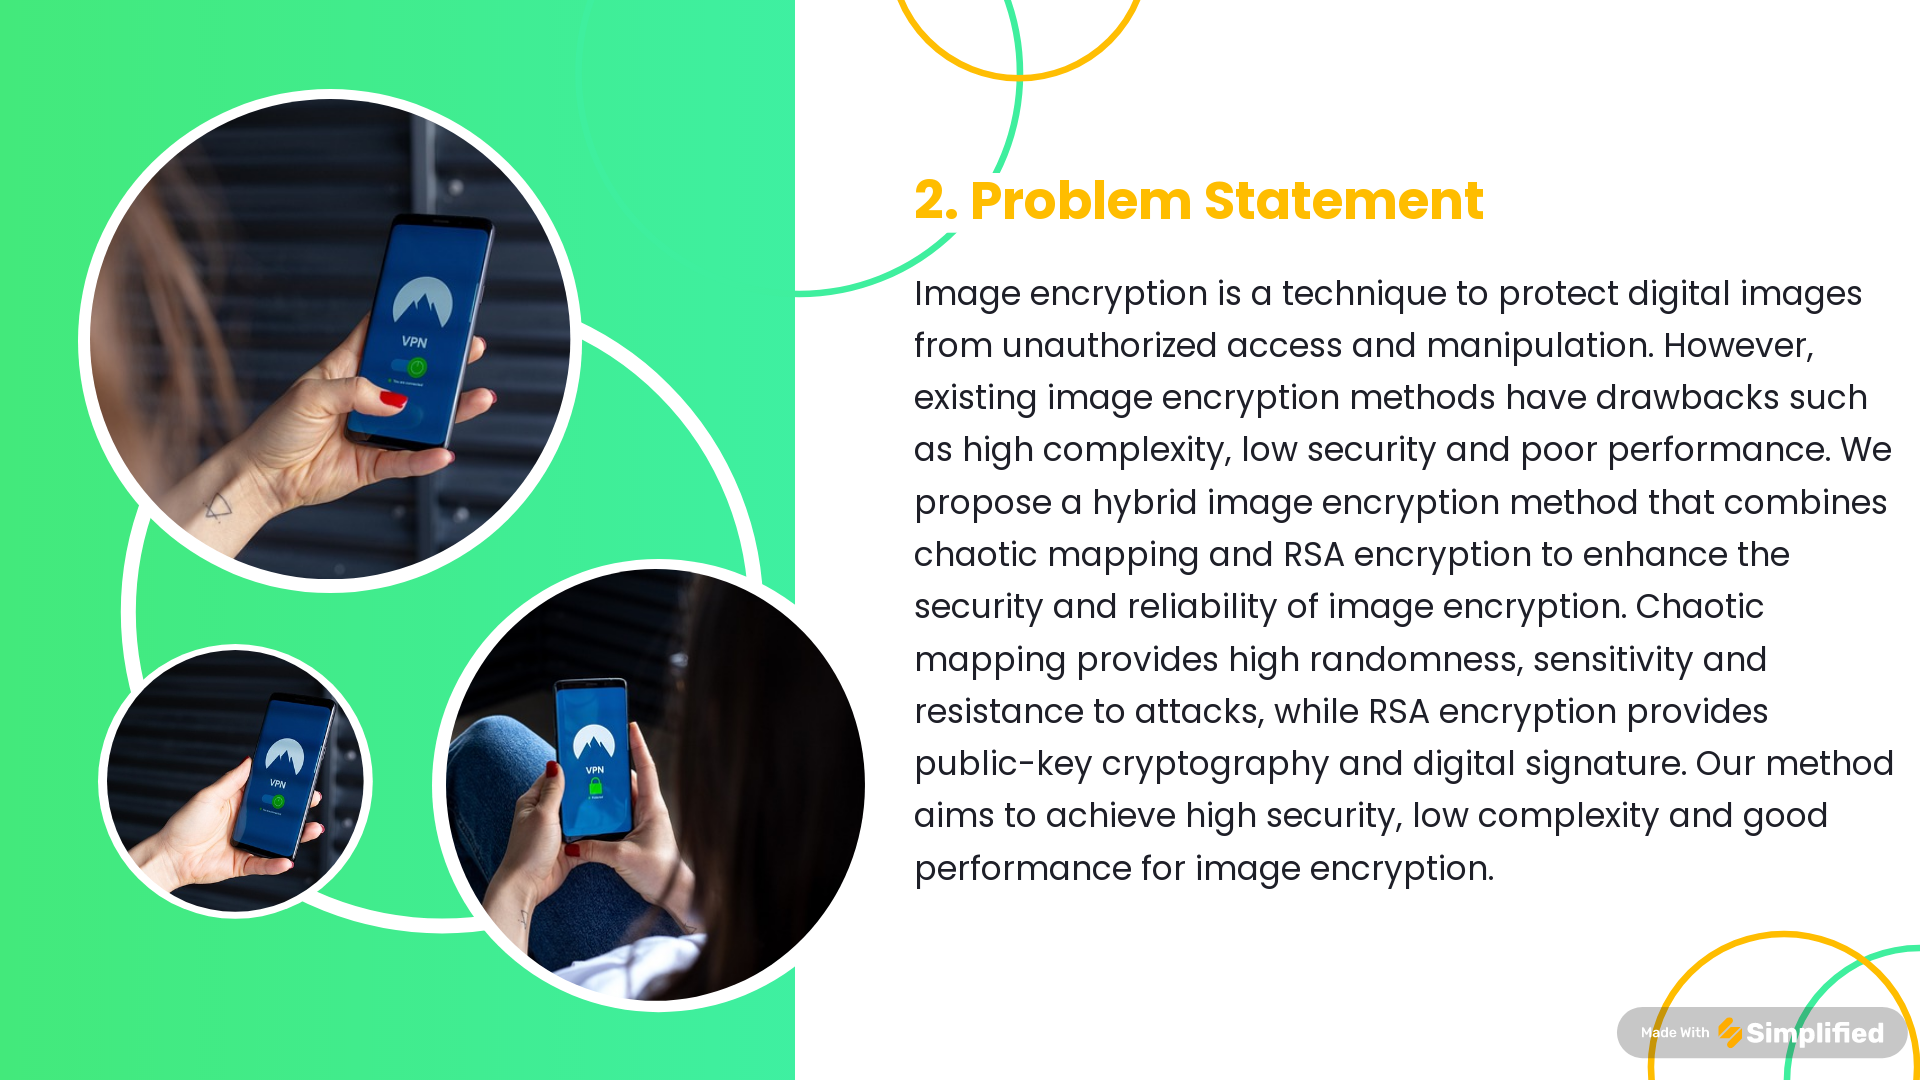 2. Problem Statement
Image encryption is a technique to protect digital images
from unauthorized access and manipulation. However,
existing image encryption methods have drawbacks such
as high complexity, low security and poor performance. We
propose a hybrid image encryption method that combines
chaotic mapping and RSA encryption to enhance the
security and reliability of image encryption. Chaotic
mapping provides high randomness, sensitivity and
resistance to attacks, while RSA encryption provides
public-key cryptography and digital signature. Our method
aims to achieve high security, low complexity and good
performance for image encryption.
VPN
VPN
VPN
Made With Simplified